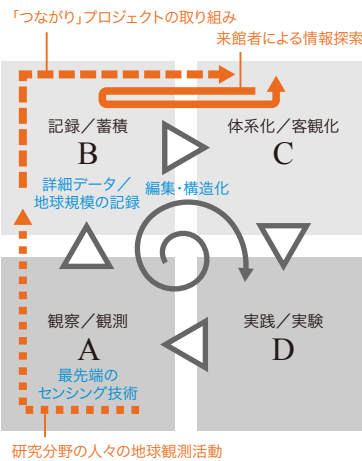 「つながり」プロジェクトの取り組み
来館者による情報探索
記録／蓄積
B
体系化／客観化
C
詳細データ／
地球規模の記録
編集・構造化
観察／観測
A
最先端の
センシング技術
実践／実験
D
研究分野の人々の地球観測活動